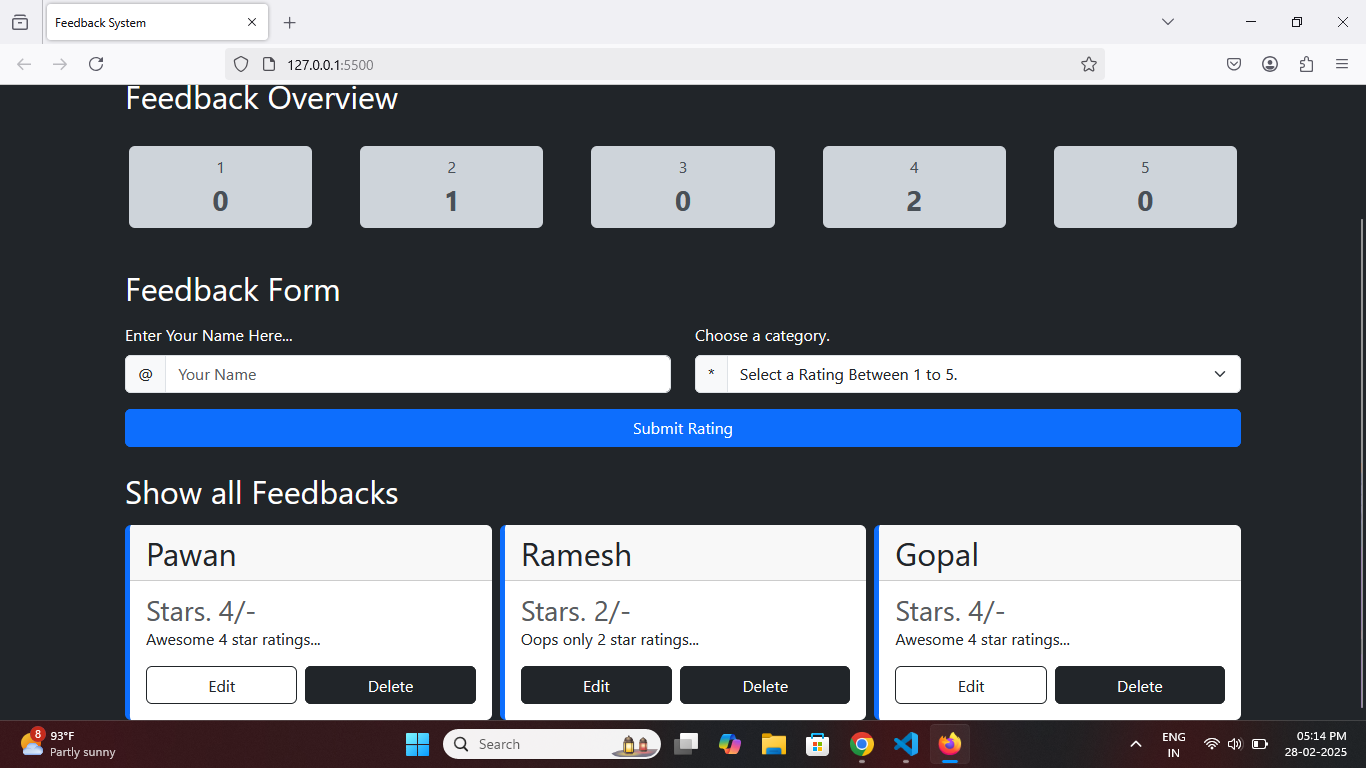 Feedback System
127.0.0.1:5500
Feedback Overview
1 2 3 4 5
0 1 0 2 0
Feedback Form
Enter Your Name Here... Choose a category.
@ Your Name * Select a Rating Between 1 to 5.
Submit Rating
Show all Feedbacks
Pawan Ramesh Gopal
Stars. 4/- Stars. 2/- Stars. 4/-
Awesome 4 star ratings... Oops only 2 star ratings... Awesome 4 star ratings...
Edit Delete Edit Delete Edit Delete
8 93°F Search ENG 05:14 PM
Partly sunny IN 28-02-2025